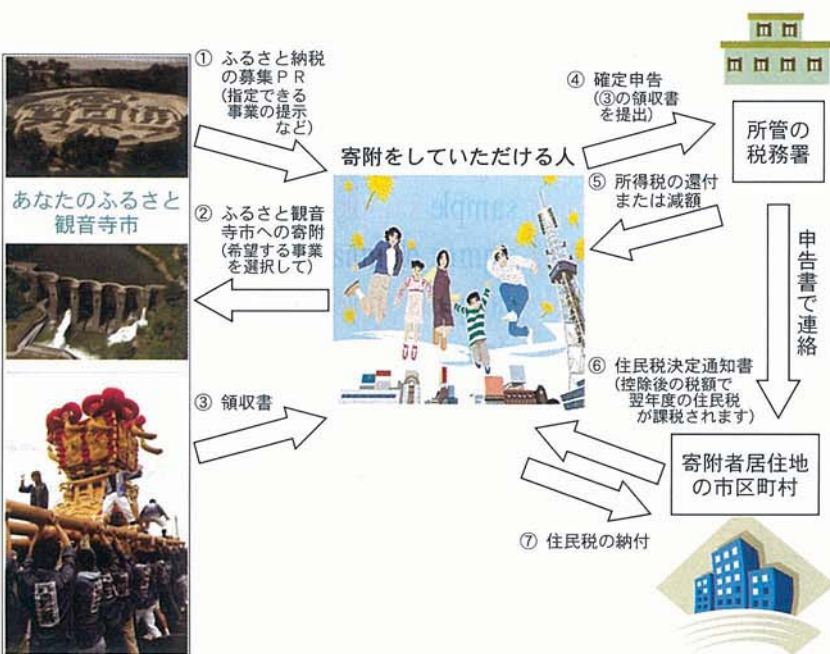 ① ふるさと納税
の募集ＰＲ
(指定できる
事業の提示
など)
あなたのふるさと
観音寺市
② ふるさと観音
寺市への寄附
(希望する事業
を選択して)
③ 領収書
寄附をしていただける人
sample
④ 確定申告
(③の領収書
を提出)
所管の
税務署
⑤ 所得税の還付
または減額
申告書で連絡
⑥ 住民税決定通知書
(控除後の税額で
翌年度の住民税
が課税されます)
寄附者居住地
の市区町村
⑦ 住民税の納付